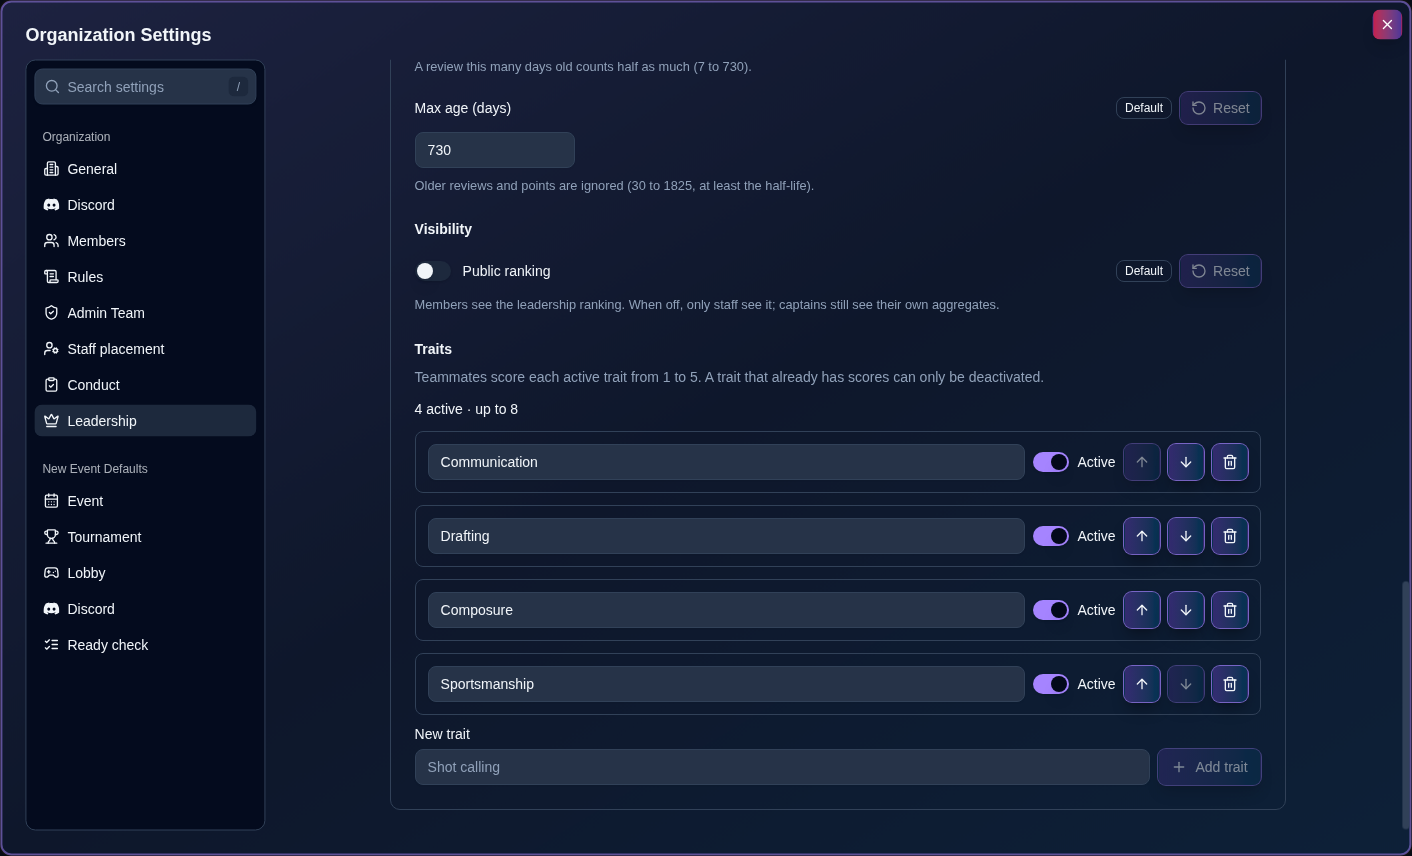 Organization Settings
Search settings /
Organization
General
Discord
Members
Rules
Admin Team
Staff placement
Conduct
Leadership
New Event Defaults
Event
Tournament
Lobby
Discord
Ready check
A review this many days old counts half as much (7 to 730).
Max age (days)
Default
Reset
730
Older reviews and points are ignored (30 to 1825, at least the half-life).
Visibility
Public ranking
Default
Reset
Members see the leadership ranking. When off, only staff see it; captains still see their own aggregates.
Traits
Teammates score each active trait from 1 to 5. A trait that already has scores can only be deactivated.
4 active · up to 8
Communication
Active
Drafting
Active
Composure
Active
Sportsmanship
Active
New trait
Shot calling
Add trait